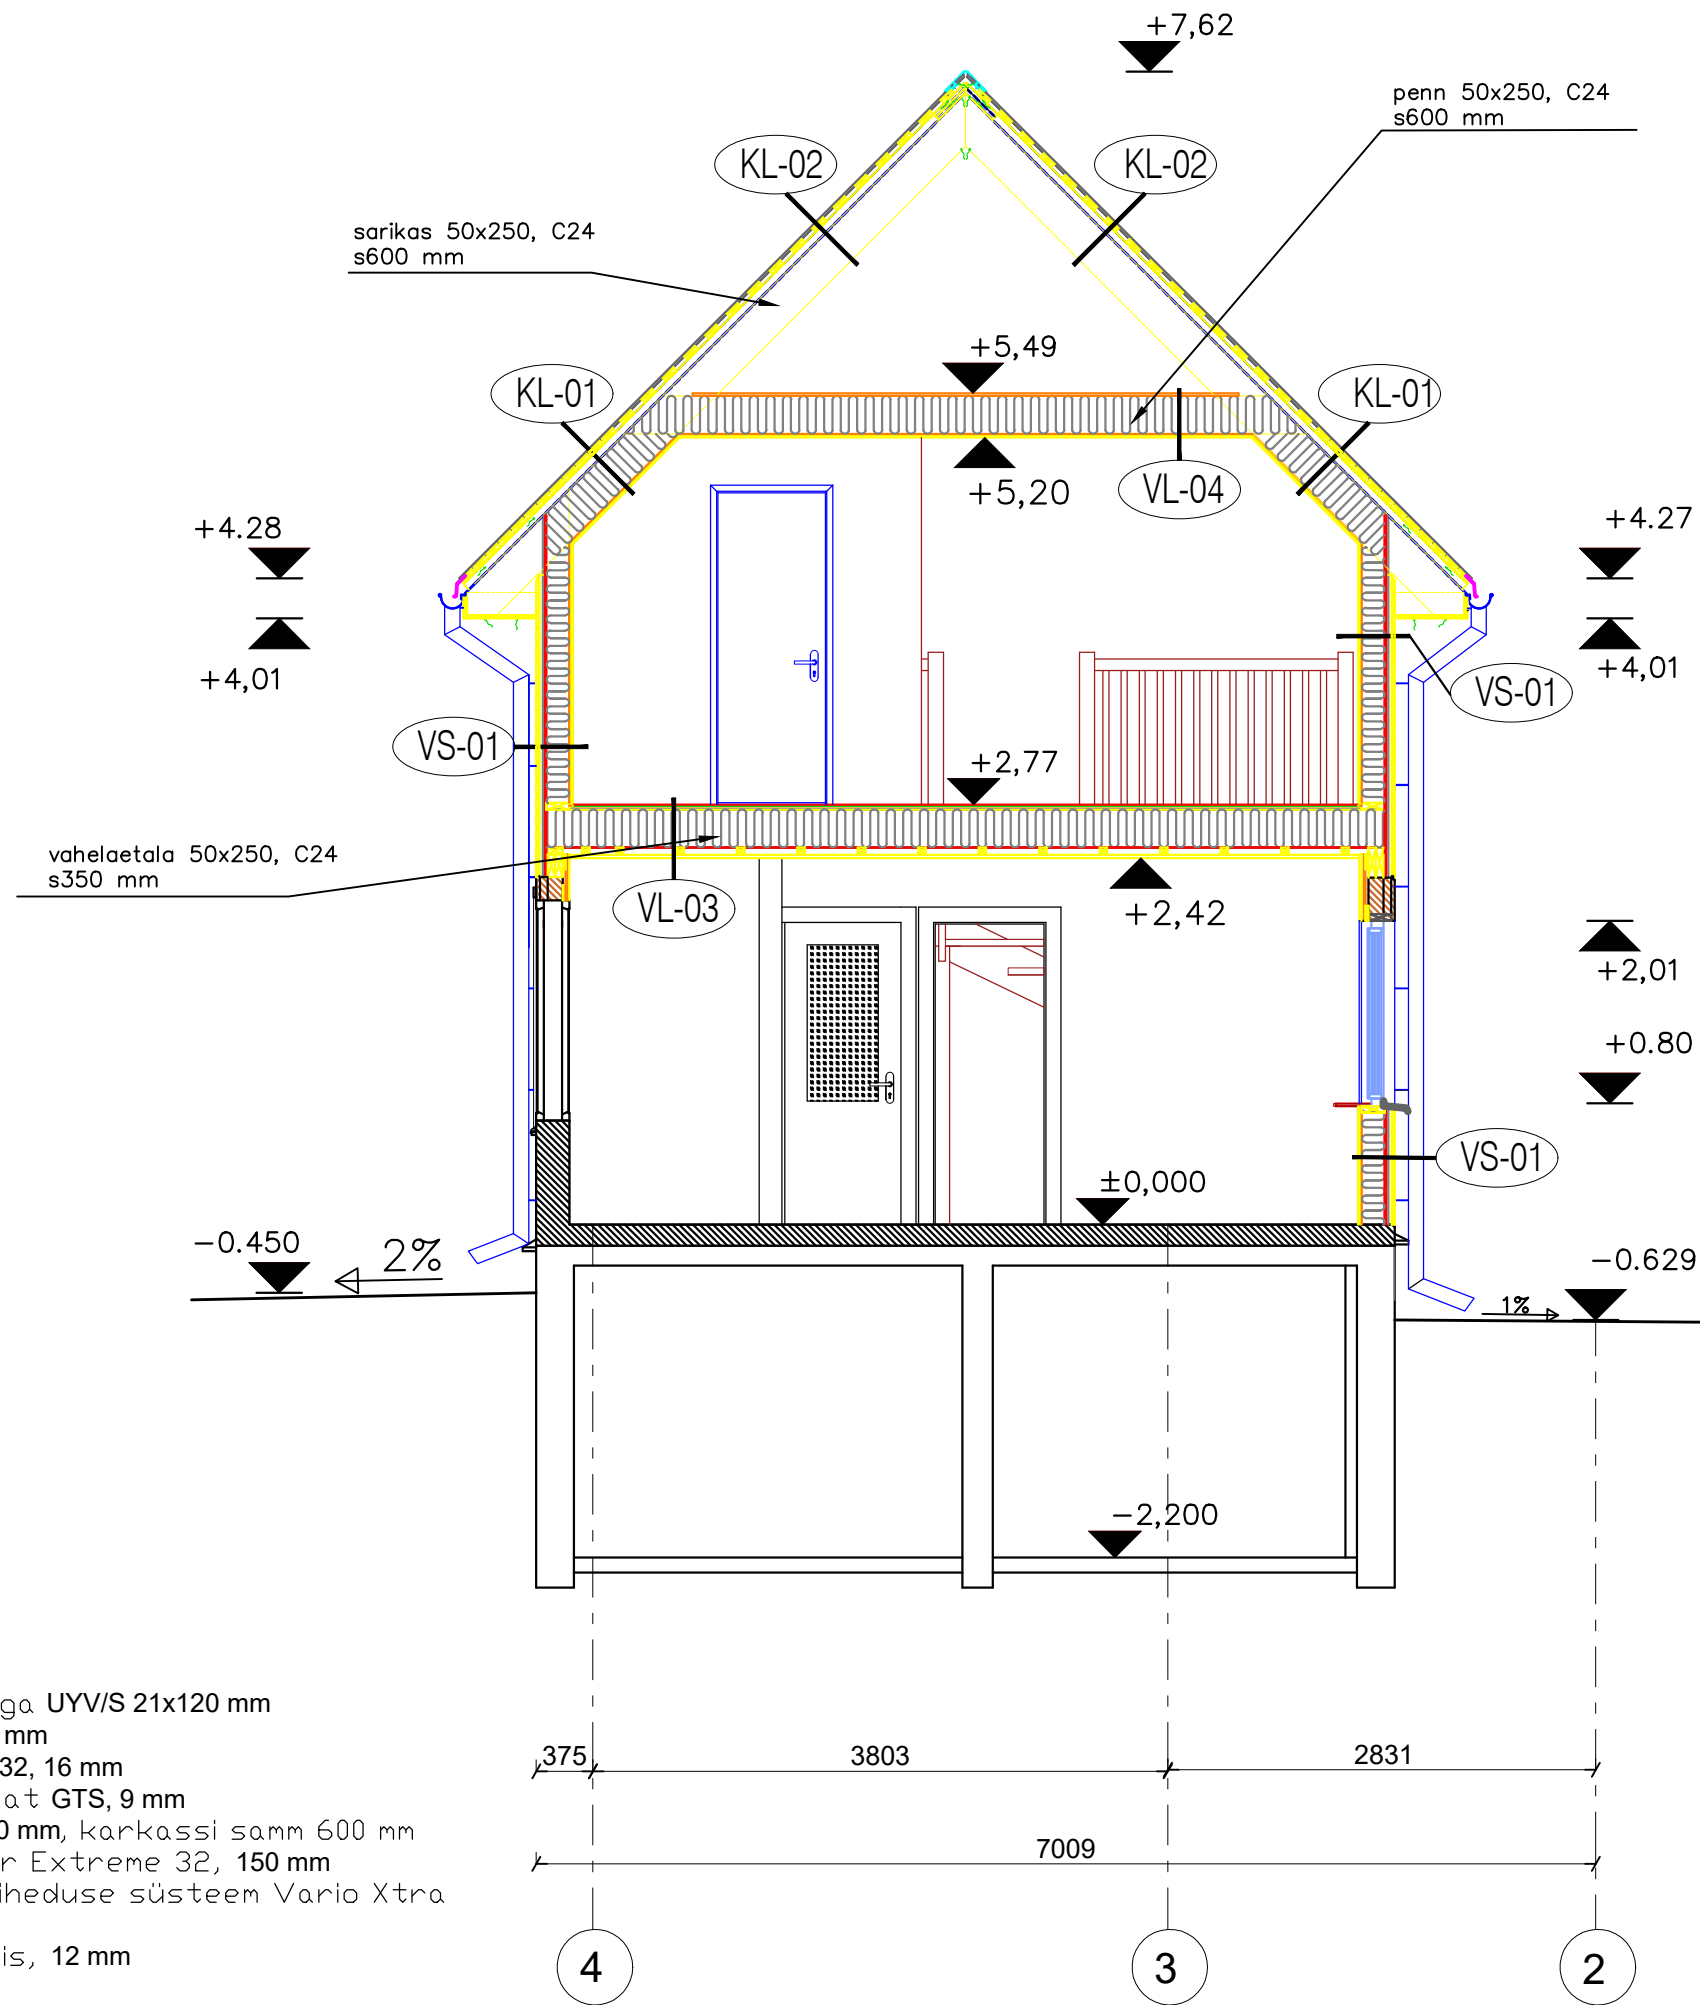 +7,62
penn 50x250, C24
s600 mm
KL-02
KL-02
sarikas 50x250, C24
s600 mm
+5,49
KL-01
KL-01
+5,20
VL-04
+4.28
+4.27
+4,01
+4,01
VS-01
VS-01
+2,77
vahelaetala 50x250, C24
s350 mm
VL-03
+2,42
+2,01
+0.80
VS-01
±0,000
-0.450
2%
-0.629
1%
-2,200
ga UYV/S 21x120 mm
mm
32, 16 mm
at GTS, 9 mm
0 mm, karkassi samm 600 mm
r Extreme 32, 150 mm
iheduse süsteem Vario Xtra
is, 12 mm
375
3803
2831
7009
4
3
2